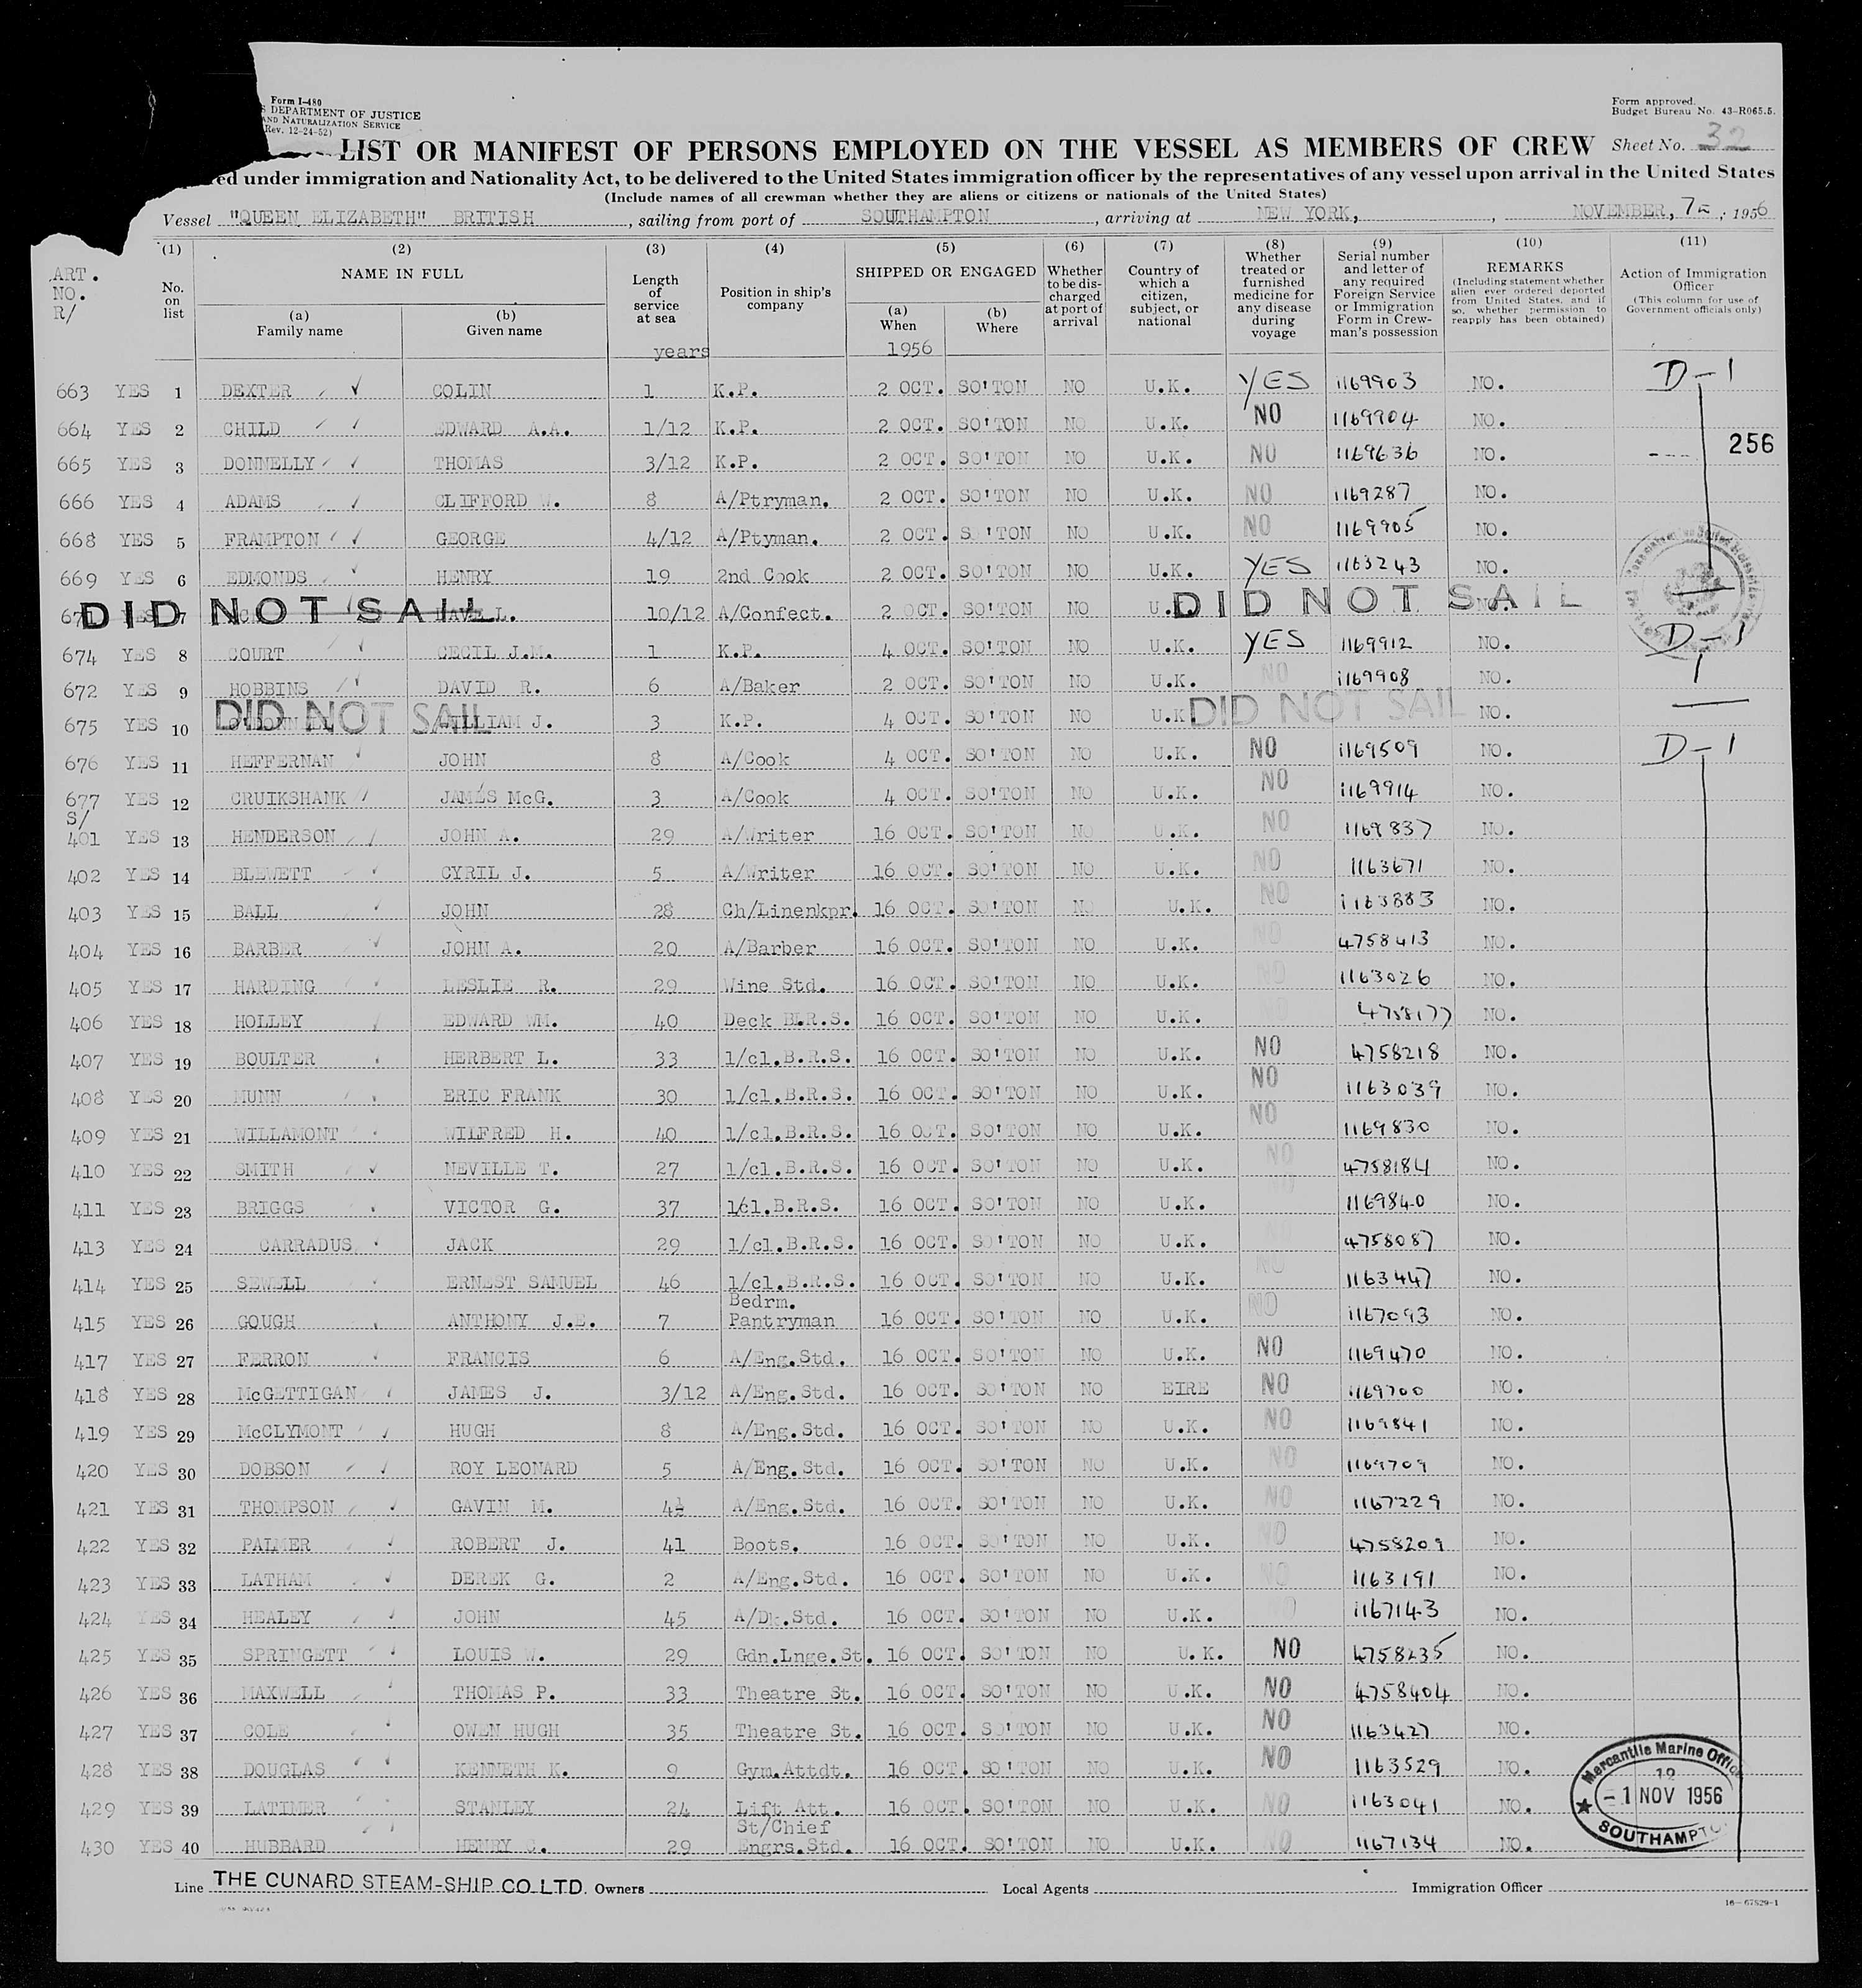 Form I-480
DEPARTMENT OF JUSTICE
AND NATURALIZATION SERVICE
Rev. 12-24-52)
Form approved.
Budget Bureau No. 43-R065.5.
LIST OR MANIFEST OF PERSONS EMPLOYED ON THE VESSEL AS MEMBERS OF CREW Sheet No. 32
ed under immigration and Nationality Act, to be delivered to the United States immigration officer by the representatives of any vessel upon arrival in the United States
(Include names of all crewman whether they are aliens or citizens or nationals of the United States)
Vessel "QUEEN ELIZABETH" BRITISH, sailing from port of SOUTHAMPTON, arriving at NEW YORK, , NOVEMBER, 7, 1956
(1) (2) (3) (4) (5) (6) (7) (8) (9) (10) (11)
ART. NO. R/
No. on list
NAME IN FULL
(a) Family name
(b) Given name
Length of service at sea
years
Position in ship's company
SHIPPED OR ENGAGED
(a) When
1956
(b) Where
Whether to be discharged at port of arrival
Country of which a citizen, subject, or national
Whether treated or furnished medicine for any disease during voyage
Serial number and letter of any required Foreign Service or Immigration Form in Crewman's possession
REMARKS
(Including statement whether alien ever ordered deported from United States, and if so, whether permission to reapply has been obtained)
Action of Immigration Officer
(This column for use of Government officials only)
663 YES 1 DEXTER COLIN 1 K.P. 2 OCT. SO'TON NO U.K. YES 1169903 NO. D-1
664 YES 2 CHILD EDWARD A.A. 1/12 K.P. 2 OCT. SO'TON NO U.K. NO 1169904 NO.
256
665 YES 3 DONNELLY THOMAS 3/12 K.P. 2 OCT. SO'TON NO U.K. NO 1169636 NO.
666 YES 4 ADAMS CLIFFORD W. 8 A/Ptryman. 2 OCT. SO'TON NO U.K. NO 1169287 NO.
668 YES 5 FRAMPTON GEORGE 4/12 A/Ptyman. 2 OCT. SO'TON NO U.K. NO 1169905 NO.
669 YES 6 EDMONDS HENRY 19 2nd Cook 2 OCT. SO'TON NO U.K. YES 1163243 NO.
YES 7 10/12 A/Confect. 2 OCT. SO'TON NO
DID NOT SAIL DID NOT SAIL
674 YES 8 COURT CECIL J.M. 1 K.P. 4 OCT. SO'TON NO U.K. YES 1169912 NO. D-1
672 YES 9 HOBBINS DAVID R. 6 A/Baker 2 OCT. SO'TON NO U.K. NO 1169908 NO.
675 YES 10 WILLIAM J. 3 K.P. 4 OCT. SO'TON NO U.K. NO.
DID NOT SAIL DID NOT SAIL
676 YES 11 HEFFERNAN JOHN 8 A/Cook 4 OCT. SO'TON NO U.K. NO 1169509 NO. D-1
677 YES 12 CRUIKSHANK JAMES McG. 3 A/Cook 4 OCT. SO'TON NO U.K. NO 1169914 NO.
S/
401 YES 13 HENDERSON JOHN A. 29 A/Writer 16 OCT. SO'TON NO U.K. NO 1169837 NO.
402 YES 14 BLEWETT CYRIL J. 5 A/Writer 16 OCT. SO'TON NO U.K. NO 1163671 NO.
403 YES 15 BALL JOHN 28 Ch/Linenkpr. 16 OCT. SO'TON NO U.K. NO 1163883 NO.
404 YES 16 BARBER JOHN A. 20 A/Barber 16 OCT. SO'TON NO U.K. NO 4758413 NO.
405 YES 17 HARDING LESLIE R. 29 Wine Std. 16 OCT. SO'TON NO U.K. NO 1163026 NO.
406 YES 18 HOLLEY EDWARD WM. 40 Deck B.R.S. 16 OCT. SO'TON NO U.K. NO 4758177 NO.
407 YES 19 BOULTER HERBERT L. 33 1/cl.B.R.S. 16 OCT. SO'TON NO U.K. NO 4758218 NO.
408 YES 20 MUNN ERIC FRANK 30 1/cl.B.R.S. 16 OCT. SO'TON NO U.K. NO 1163039 NO.
409 YES 21 WILLAMONT WILFRED H. 40 1/cl.B.R.S. 16 OCT. SO'TON NO U.K. NO 1169830 NO.
410 YES 22 SMITH NEVILLE T. 27 1/cl.B.R.S. 16 OCT. SO'TON NO U.K. NO 4758184 NO.
411 YES 23 BRIGGS VICTOR G. 37 1/cl.B.R.S. 16 OCT. SO'TON NO U.K. NO 1169840 NO.
413 YES 24 CARRADUS JACK 29 1/cl.B.R.S. 16 OCT. SO'TON NO U.K. NO 4758087 NO.
414 YES 25 SEWELL ERNEST SAMUEL 46 1/cl.B.R.S. 16 OCT. SO'TON NO U.K. NO 1163447 NO.
415 YES 26 GOUGH ANTHONY J.E. 7 Bedrm. Pantryman 16 OCT. SO'TON NO U.K. NO 1167093 NO.
417 YES 27 FERRON FRANCIS 6 A/Eng.Std. 16 OCT. SO'TON NO U.K. NO 1169470 NO.
418 YES 28 McGETTIGAN JAMES J. 3/12 A/Eng.Std. 16 OCT. SO'TON NO EIRE NO 1169700 NO.
419 YES 29 McCLYMONT HUGH 8 A/Eng.Std. 16 OCT. SO'TON NO U.K. NO 1169841 NO.
420 YES 30 DOBSON ROY LEONARD 5 A/Eng.Std. 16 OCT. SO'TON NO U.K. NO 1169709 NO.
421 YES 31 THOMPSON GAVIN M. 4½ A/Eng.Std. 16 OCT. SO'TON NO U.K. NO 1167229 NO.
422 YES 32 PALMER ROBERT J. 41 Boots. 16 OCT. SO'TON NO U.K. NO 4758209 NO.
423 YES 33 LATHAM DEREK G. 2 A/Eng.Std. 16 OCT. SO'TON NO U.K. NO 1163191 NO.
424 YES 34 HEALEY JOHN 45 A/Dk.Std. 16 OCT. SO'TON NO U.K. NO 1167143 NO.
425 YES 35 SPRINGETT LOUIS W. 29 Gdn.Lnge.St. 16 OCT. SO'TON NO U.K. NO 4758235 NO.
426 YES 36 MAXWELL THOMAS P. 33 Theatre St. 16 OCT. SO'TON NO U.K. NO 4758404 NO.
427 YES 37 COLE OWEN HUGH 35 Theatre St. 16 OCT. SO'TON NO U.K. NO 1163427 NO.
428 YES 38 DOUGLAS KENNETH K. 9 Gym.Attdt. 16 OCT. SO'TON NO U.K. NO 1163529 NO.
429 YES 39 LATIMER STANLEY 24 Lift Att. 16 OCT. SO'TON NO U.K. NO 1163041 NO.
430 YES 40 HUBBARD HENRY C. 29 St/Chief Engrs.Std. 16 OCT. SO'TON NO U.K. NO 1167134 NO.
Mercantile Marine Offic
12
-1 NOV 1956
SOUTHAMPTO
Line THE CUNARD STEAM-SHIP CO. LTD. Owners Local Agents Immigration Officer
16-67529-1